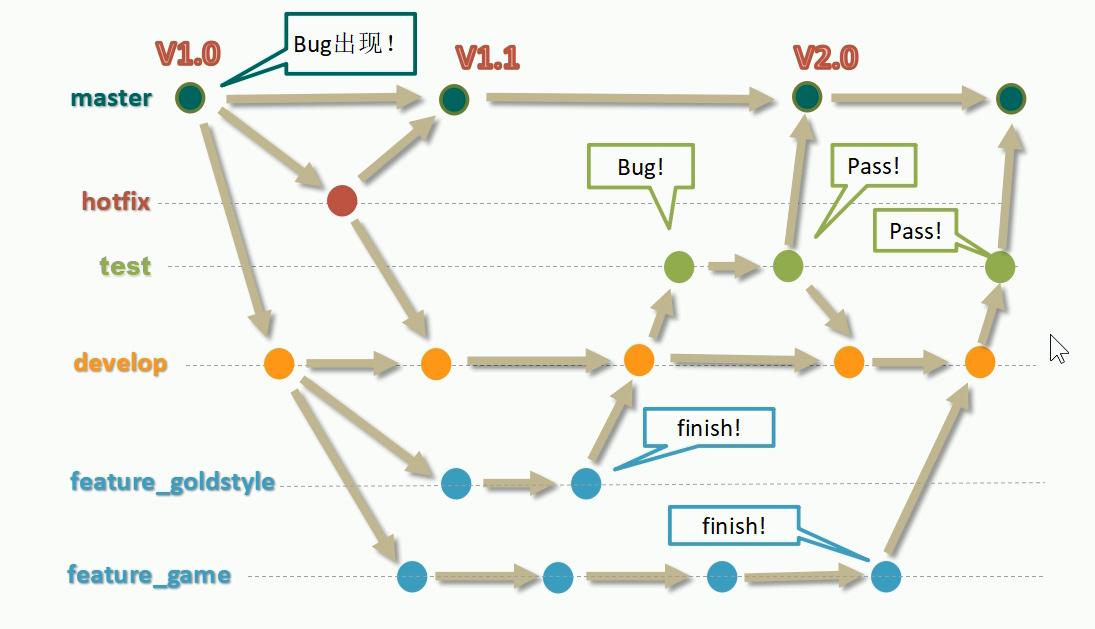 V1.0
Bug出现！
V1.1
V2.0
master
Bug!
Pass!
hotfix
Pass!
test
develop
finish!
feature_goldstyle
finish!
feature_game